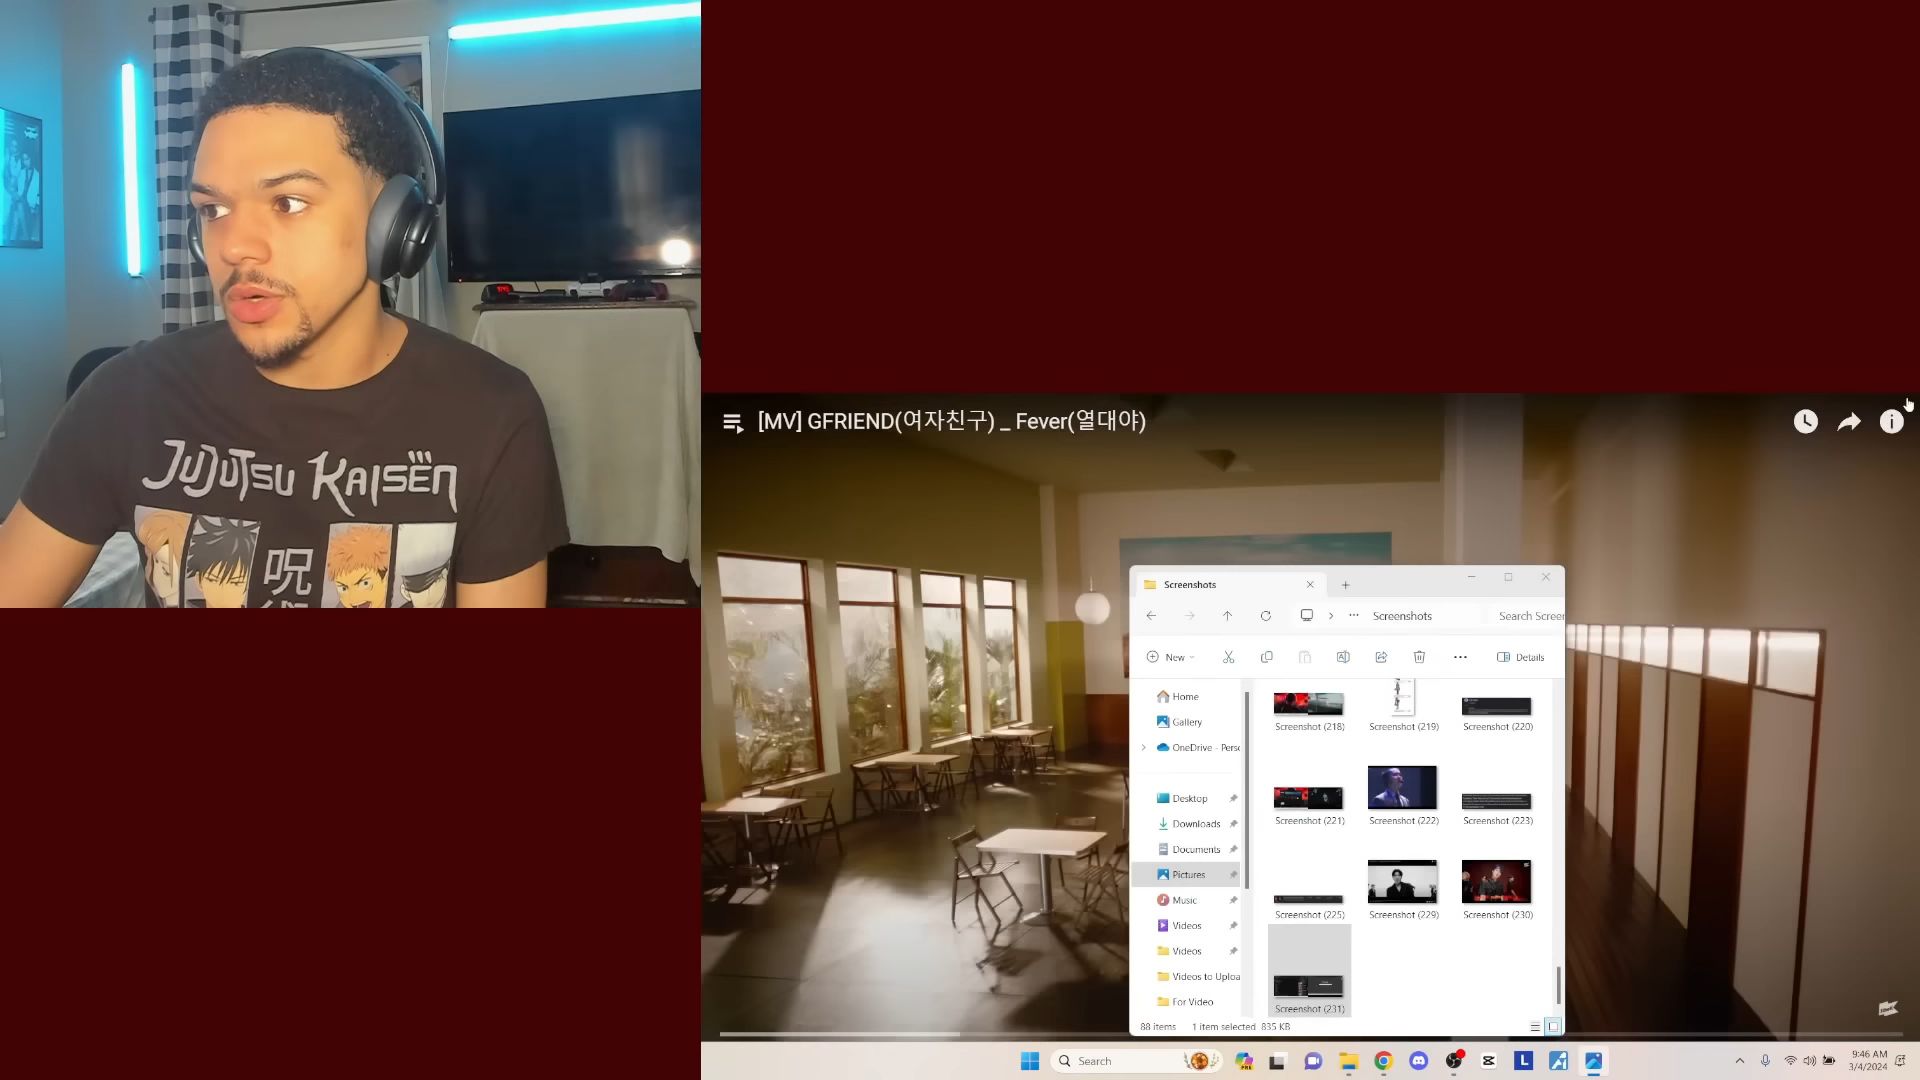 JUJUTSU KAISEN
呪
[MV] GFRIEND(여자친구) _ Fever(열대야)
Screenshots
Screenshots
Search Screen
New
Details
Home
Gallery
OneDrive - Perso
Desktop
Downloads
Documents
Pictures
Music
Videos
Videos
Videos to Uploa
For Video
Screenshot (218)
Screenshot (219)
Screenshot (220)
Screenshot (221)
Screenshot (222)
Screenshot (223)
Screenshot (225)
Screenshot (229)
Screenshot (230)
Screenshot (231)
88 items
1 item selected
835 KB
Search
L
9:46 AM
3/4/2024